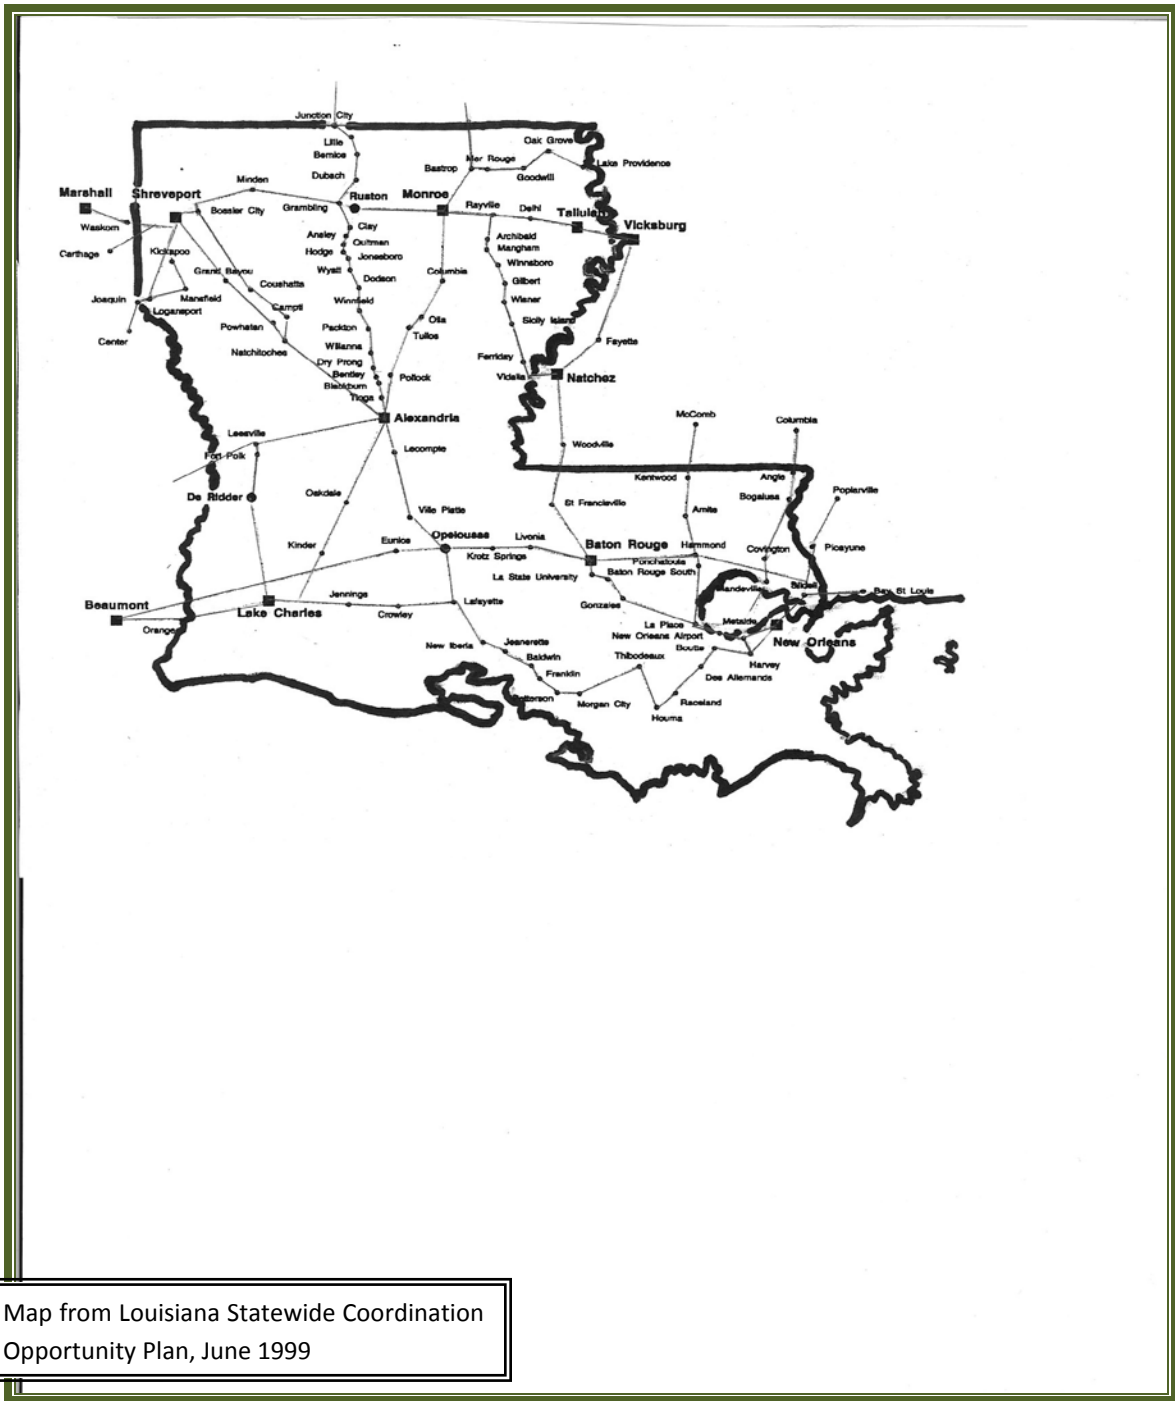 Junction City
Lillie
Bernice
Dubach
Oak Grove
Mer Rouge
Bastrop
Goodwill
Lake Providence
Minden
Marshall
Shreveport
Ruston
Monroe
Bossier City
Grambling
Rayville
Delhi
Tallulah
Vicksburg
Waskom
Clay
Ansley
Quitman
Archibald
Mangham
Carthage
Kickapoo
Hodge
Jonesboro
Winnsboro
Grand Bayou
Wyatt
Columbia
Coushatta
Dodson
Gilbert
Joaquin
Mansfield
Winnfield
Wisner
Logansport
Campti
Olla
Sicily Island
Powhatan
Packton
Tullos
Center
Fayette
Natchitoches
Willanna
Ferriday
Dry Prong
Bentley
Pollock
Vidalia
Natchez
Blackburn
Tioga
McComb
Alexandria
Columbia
Leesville
Lecompte
Woodville
Fort Polk
Kentwood
Angie
Poplarville
De Ridder
Oakdale
Bogalusa
St Francisville
Ville Platte
Amite
Opelousas
Livonia
Eunice
Baton Rouge
Hammond
Kinder
Krotz Springs
Covington
Picayune
Ponchatoula
La State University
Baton Rouge South
Mandeville
Slidell
Bay St Louis
Beaumont
Jennings
Lafayette
Gonzales
Lake Charles
Crowley
Orange
La Place
Metairie
New Orleans Airport
New Orleans
New Iberia
Jeanerette
Boutte
Baldwin
Thibodeaux
Harvey
Franklin
Des Allemands
Patterson
Morgan City
Raceland
Houma
Map from Louisiana Statewide Coordination
Opportunity Plan, June 1999